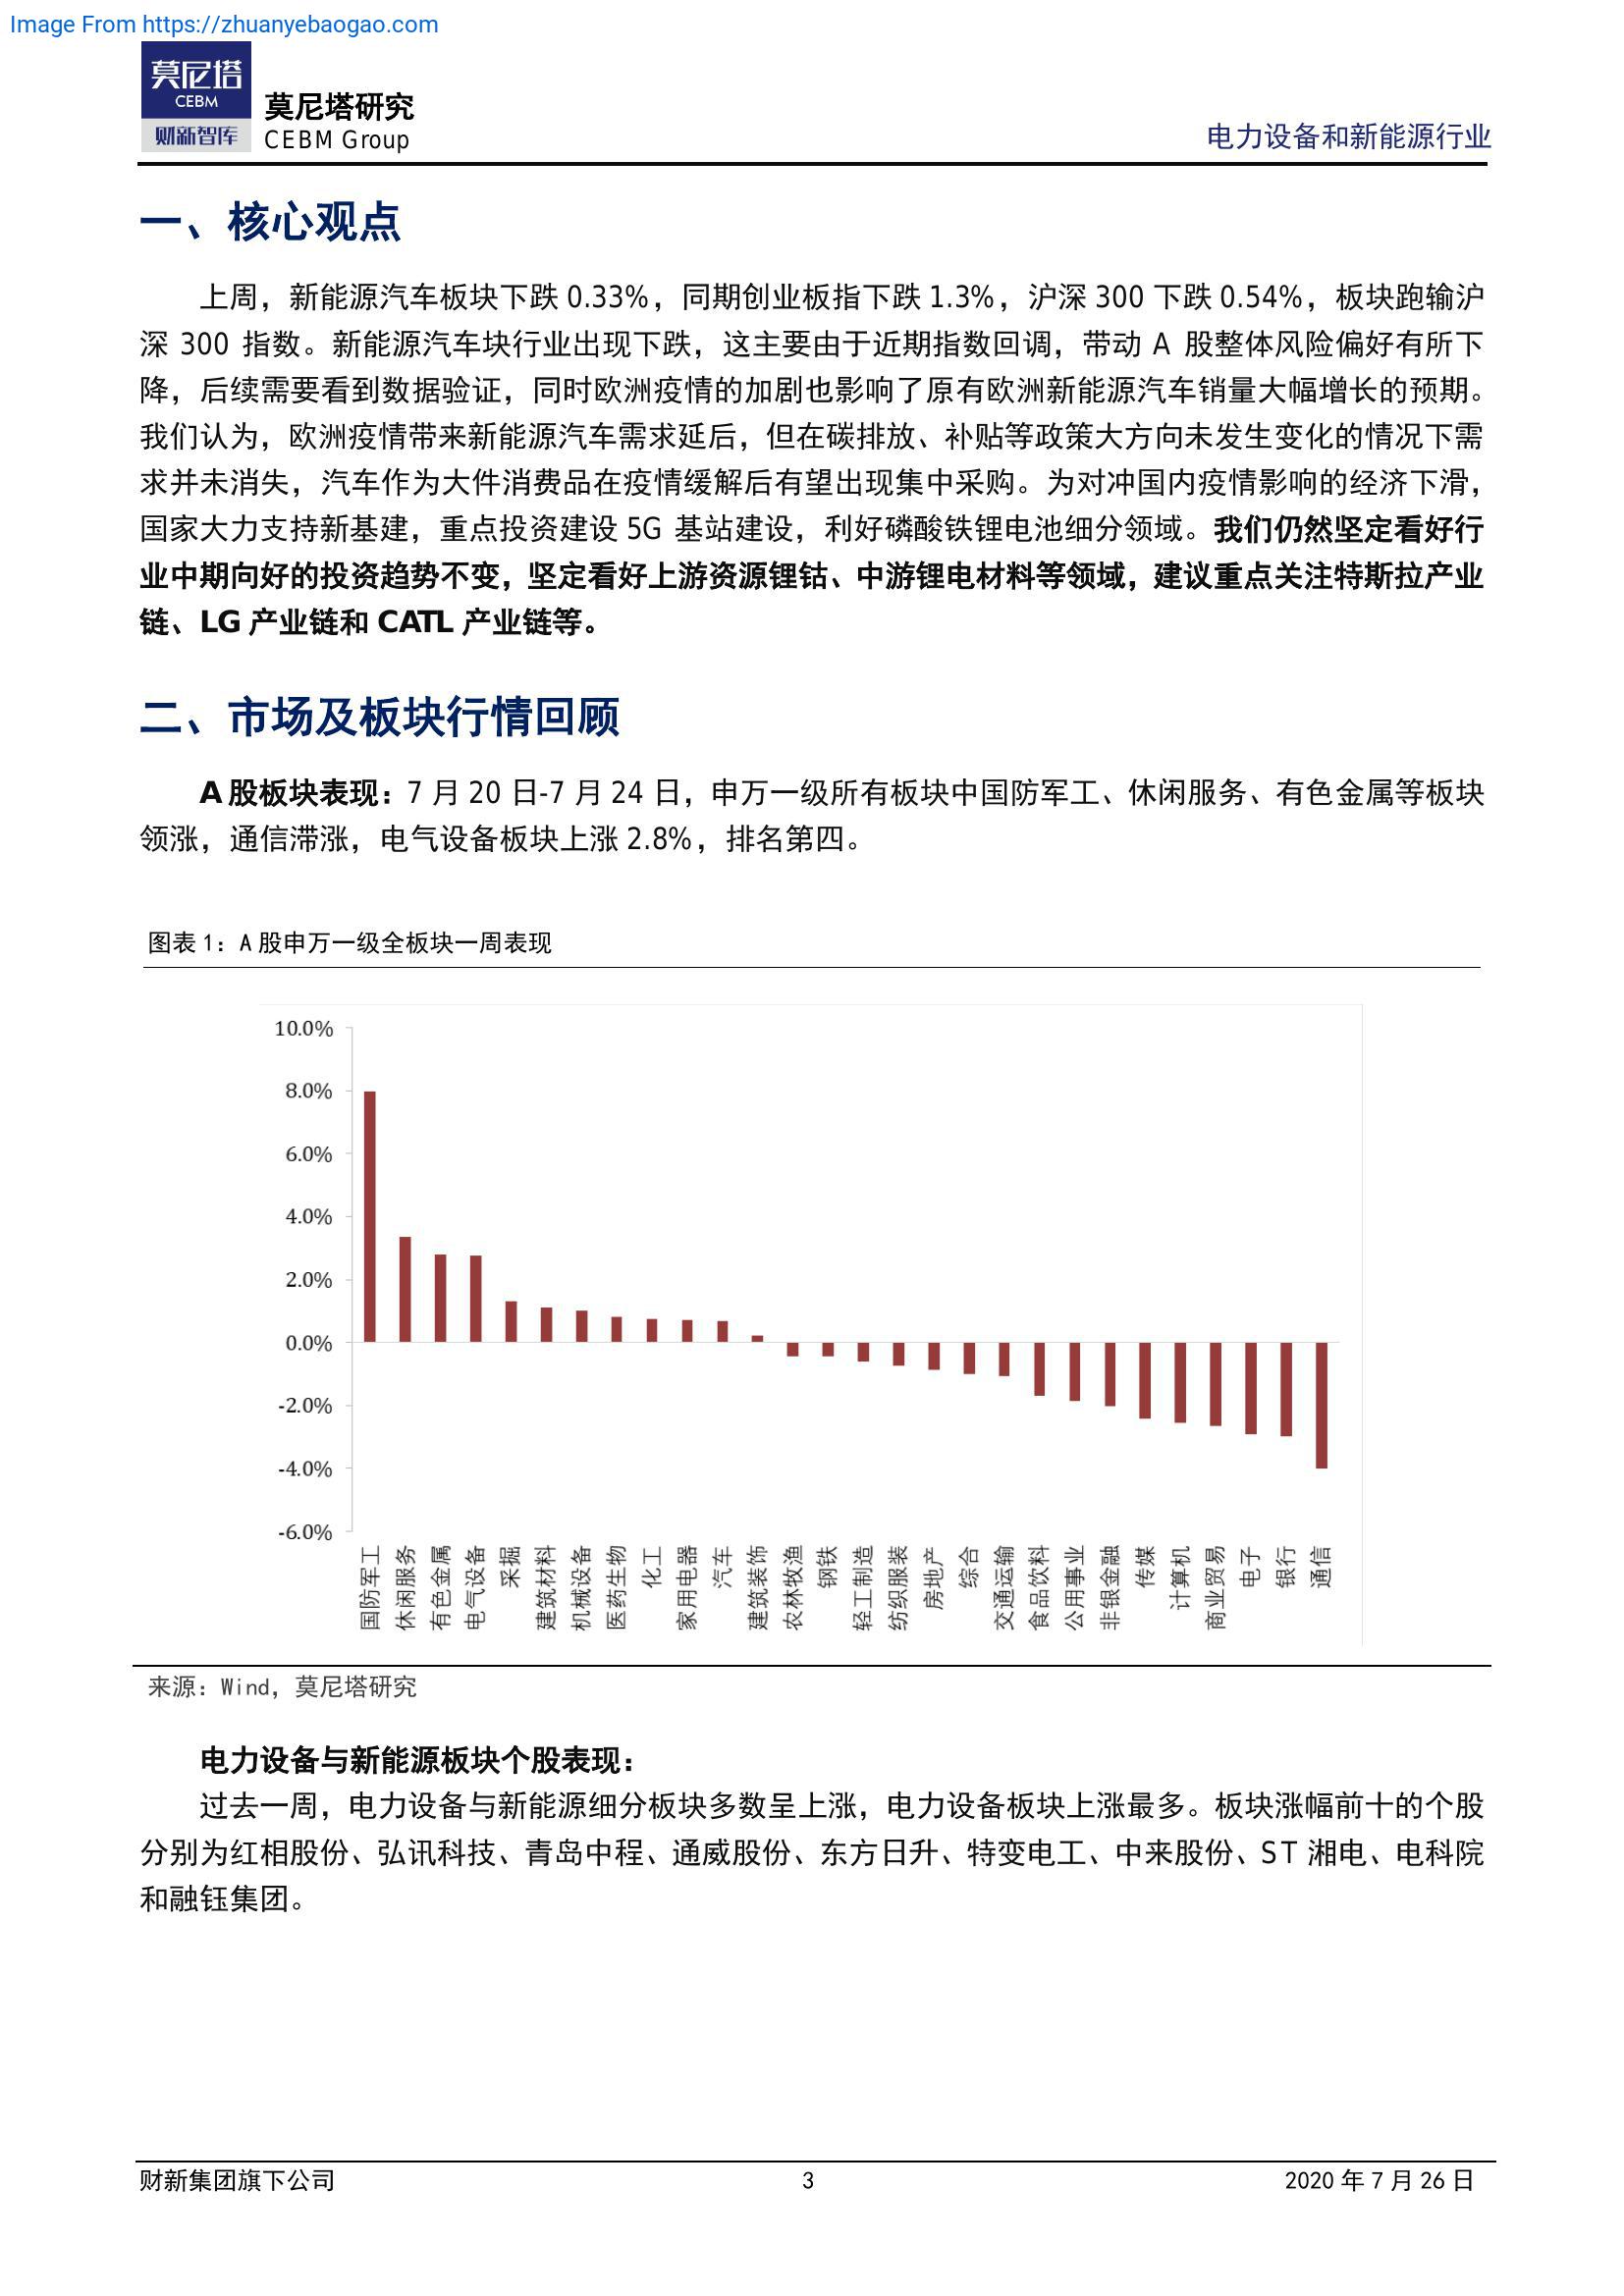 Image From https://zhuanyebaogao.com
莫尼塔
CEBM
财新智库
莫尼塔研究
CEBM Group
电力设备和新能源行业
一、核心观点
上周，新能源汽车板块下跌 0.33%，同期创业板指下跌 1.3%，沪深 300 下跌 0.54%，板块跑输沪
深 300 指数。新能源汽车块行业出现下跌，这主要由于近期指数回调，带动 A 股整体风险偏好有所下
降，后续需要看到数据验证，同时欧洲疫情的加剧也影响了原有欧洲新能源汽车销量大幅增长的预期。
我们认为，欧洲疫情带来新能源汽车需求延后，但在碳排放、补贴等政策大方向未发生变化的情况下需
求并未消失，汽车作为大件消费品在疫情缓解后有望出现集中采购。为对冲国内疫情影响的经济下滑，
国家大力支持新基建，重点投资建设 5G 基站建设，利好磷酸铁锂电池细分领域。我们仍然坚定看好行
业中期向好的投资趋势不变，坚定看好上游资源锂钴、中游锂电材料等领域，建议重点关注特斯拉产业
链、LG 产业链和 CATL 产业链等。
二、市场及板块行情回顾
A 股板块表现：7 月 20 日-7 月 24 日，申万一级所有板块中国防军工、休闲服务、有色金属等板块
领涨，通信滞涨，电气设备板块上涨 2.8%，排名第四。
图表 1：A 股申万一级全板块一周表现
10.0%
8.0%
6.0%
4.0%
2.0%
0.0%
-2.0%
-4.0%
-6.0%
国防军工
休闲服务
有色金属
电气设备
采掘
建筑材料
机械设备
医药生物
化工
家用电器
汽车
建筑装饰
农林牧渔
钢铁
轻工制造
纺织服装
房地产
综合
交通运输
食品饮料
公用事业
非银金融
传媒
计算机
商业贸易
电子
银行
通信
来源：Wind，莫尼塔研究
电力设备与新能源板块个股表现：
过去一周，电力设备与新能源细分板块多数呈上涨，电力设备板块上涨最多。板块涨幅前十的个股
分别为红相股份、弘讯科技、青岛中程、通威股份、东方日升、特变电工、中来股份、ST 湘电、电科院
和融钰集团。
财新集团旗下公司
3
2020 年 7 月 26 日